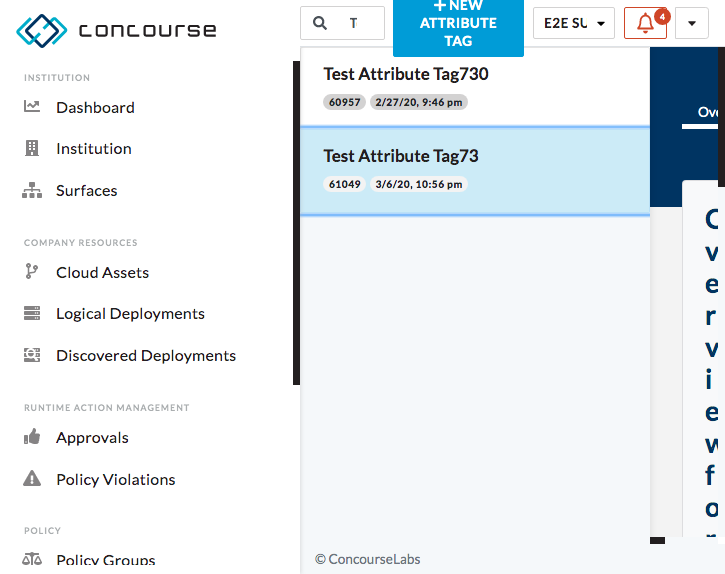 concourse
T
+ NEW
ATTRIBUTE
TAG
E2E SU
4
INSTITUTION
Dashboard
Institution
Surfaces
COMPANY RESOURCES
Cloud Assets
Logical Deployments
Discovered Deployments
RUNTIME ACTION MANAGEMENT
Approvals
Policy Violations
POLICY
Policy Groups
Test Attribute Tag730
60957 2/27/20, 9:46 pm
Test Attribute Tag73
61049 3/6/20, 10:56 pm
© ConcourseLabs
Ove
O
v
e
r
v
i
e
w
f
o
r